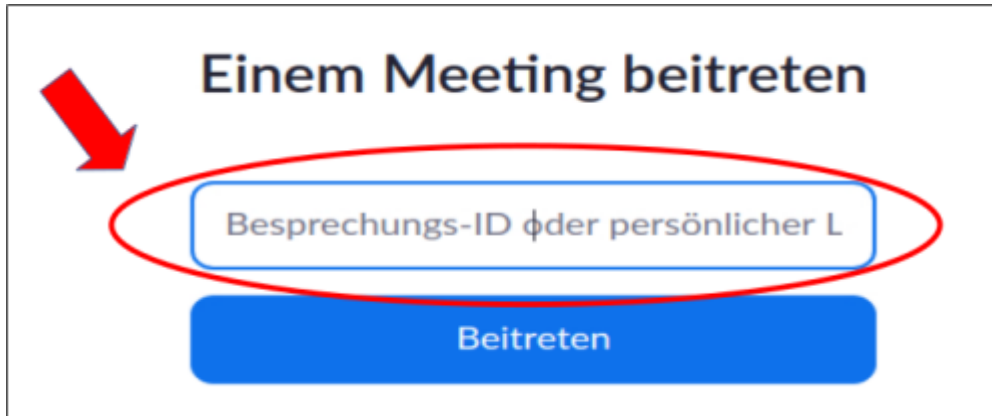 Einem Meeting beitreten
Besprechungs-ID oder persönlicher L
Beitreten